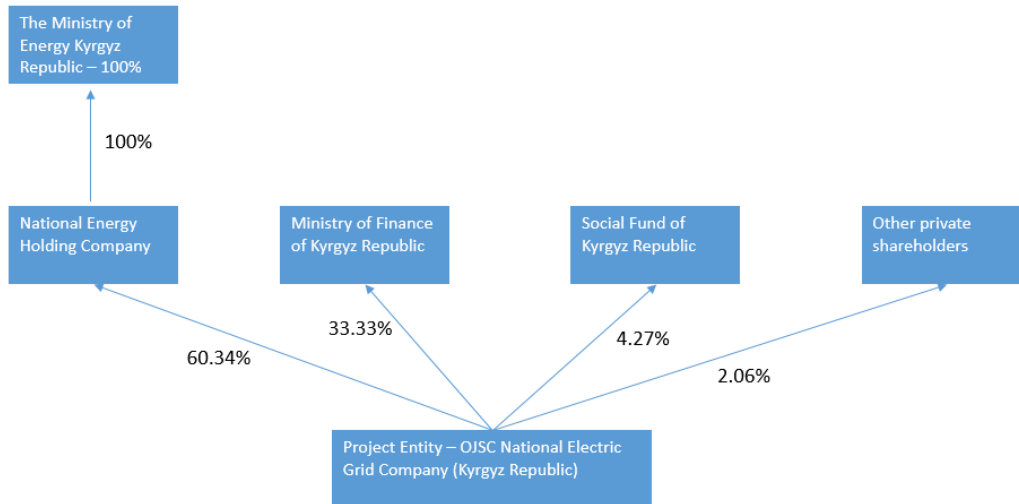 The Ministry of
Energy Kyrgyz
Republic – 100%
100%
National Energy
Holding Company
Ministry of Finance
of Kyrgyz Republic
Social Fund of
Kyrgyz Republic
Other private
shareholders
60.34%
33.33%
4.27%
2.06%
Project Entity – OJSC National Electric
Grid Company (Kyrgyz Republic)